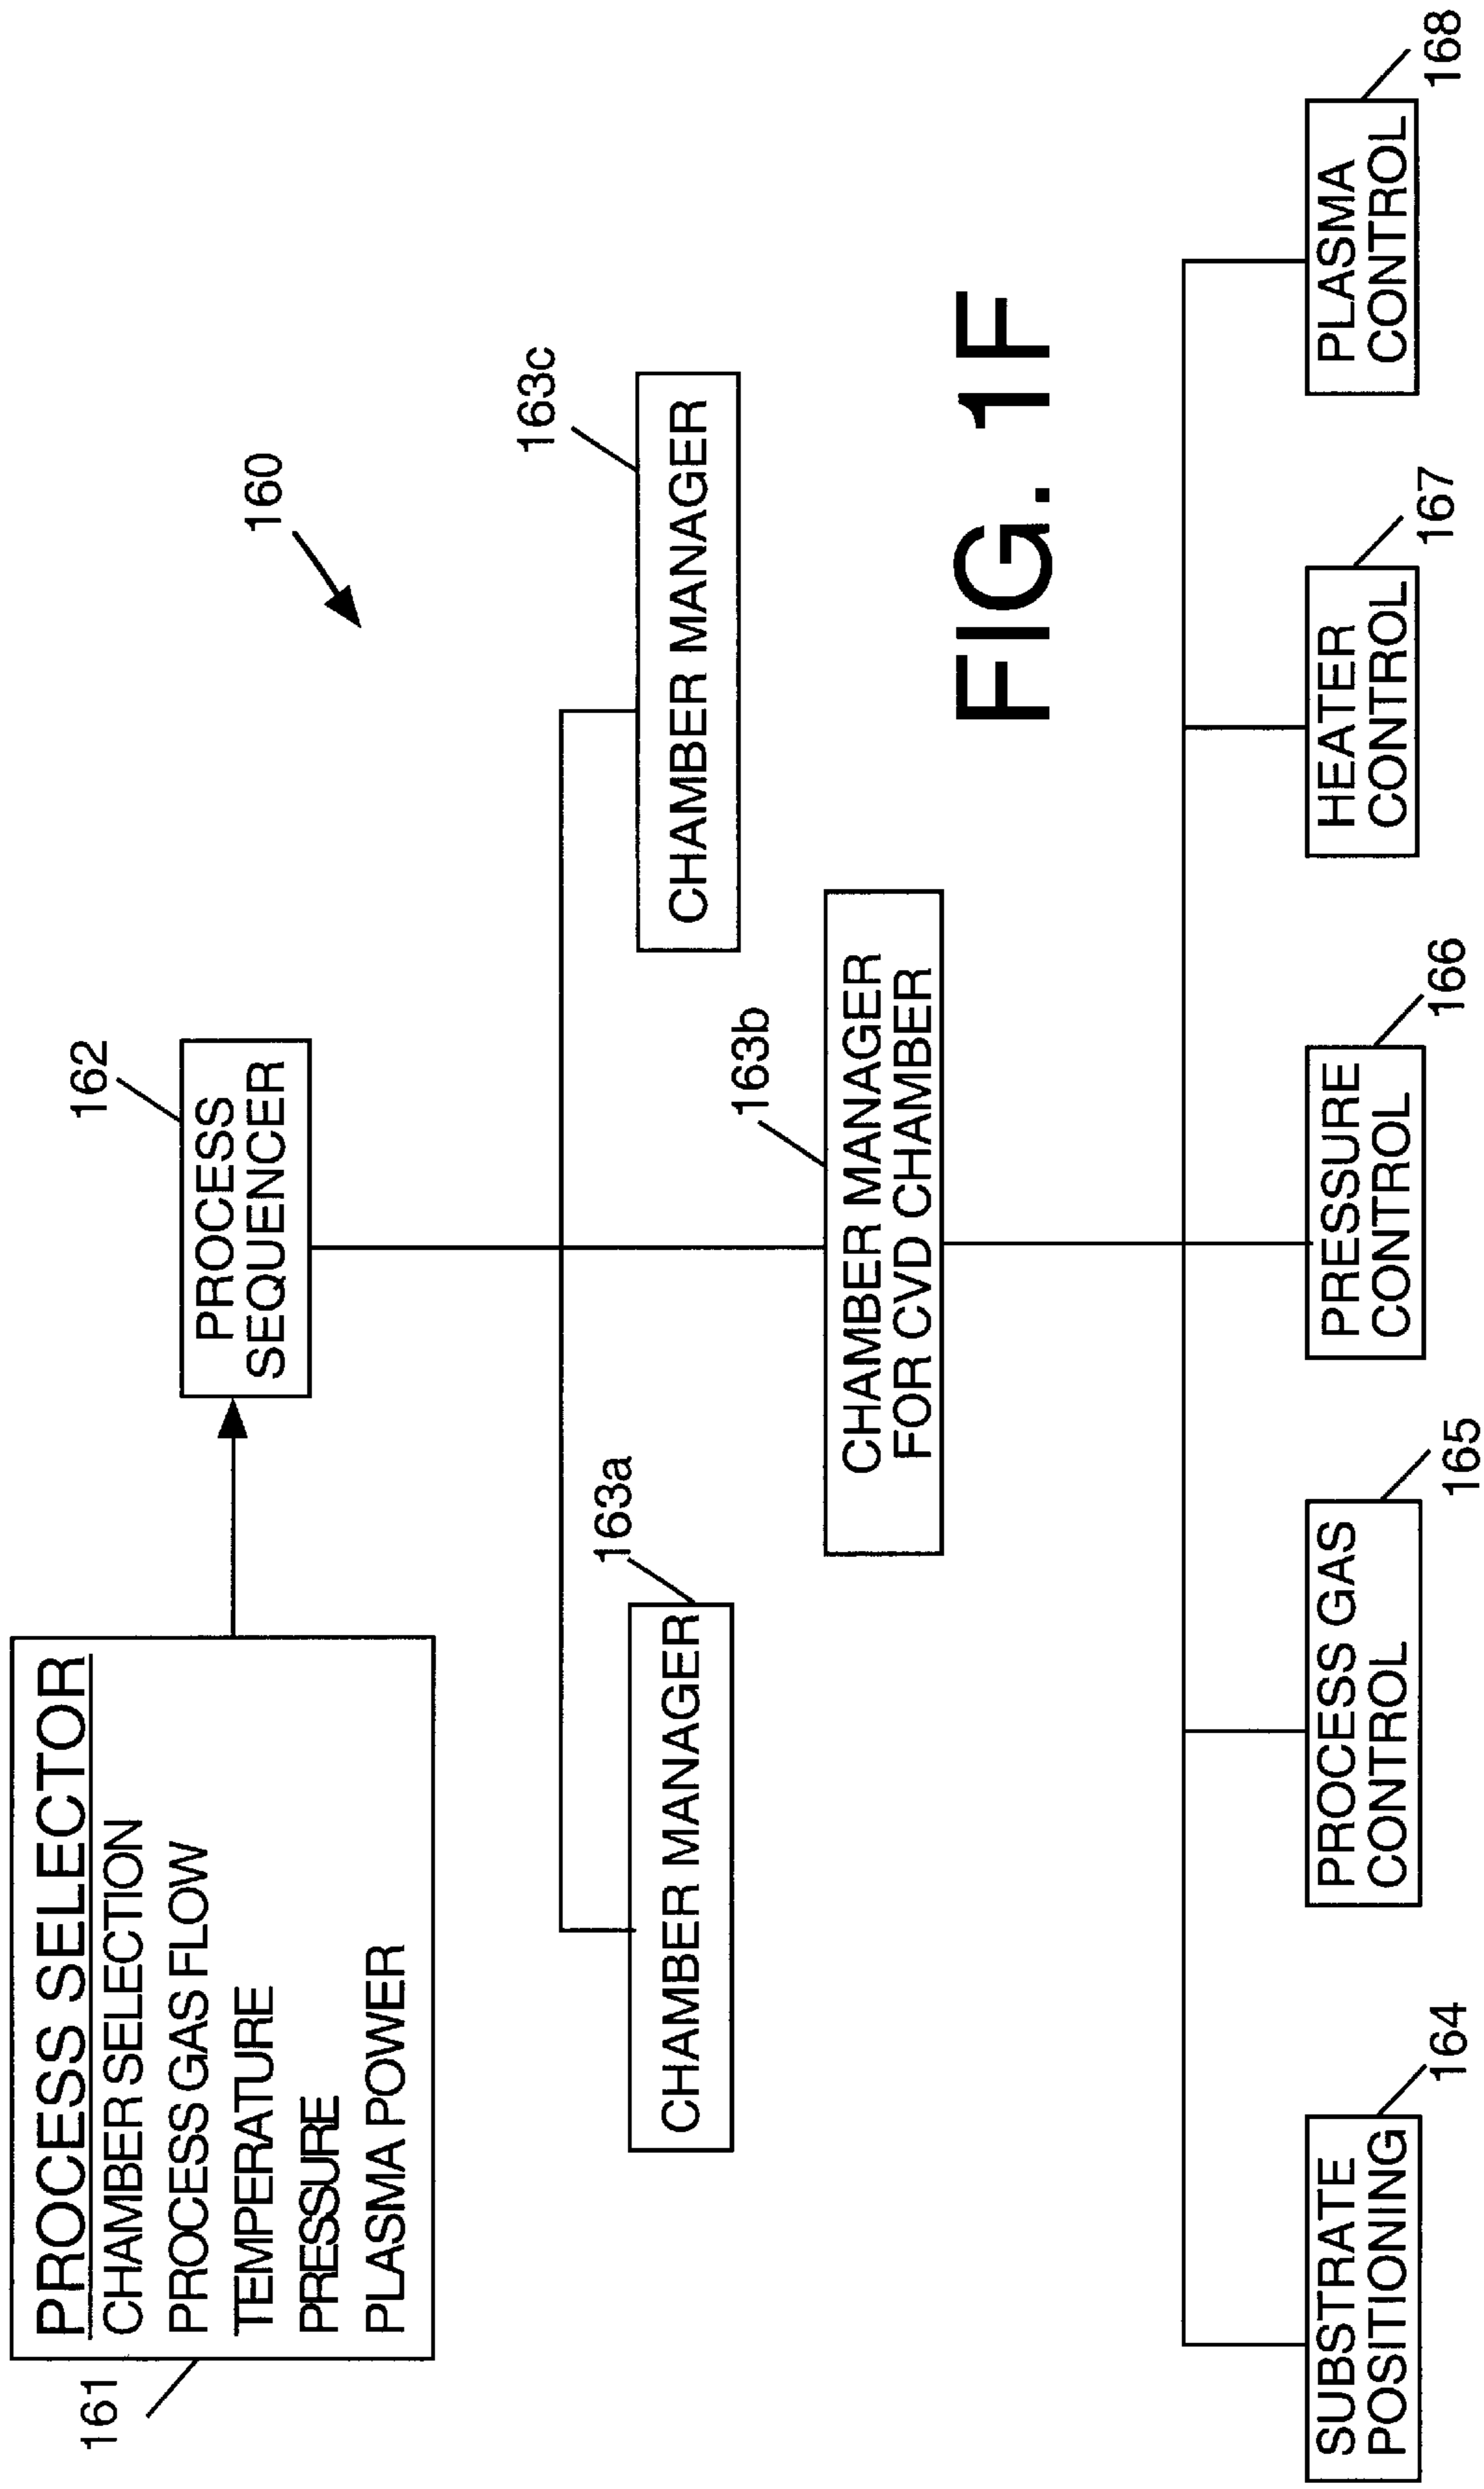 PROCESS SELECTOR
CHAMBER SELECTION
PROCESS GAS FLOW
TEMPERATURE
PRESSURE
PLASMA POWER
161
162
PROCESS
SEQUENCER
160
163a
CHAMBER MANAGER
163c
CHAMBER MANAGER
163b
CHAMBER MANAGER
FOR CVD CHAMBER
FIG. 1F
SUBSTRATE
POSITIONING
164
PROCESS GAS
CONTROL
165
PRESSURE
CONTROL
166
HEATER
CONTROL
167
PLASMA
CONTROL
168